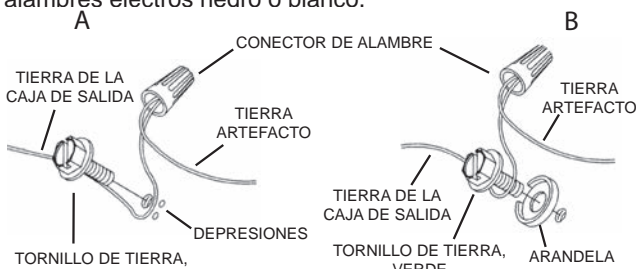 alambres electros negro o blanco.
A
B
CONECTOR DE ALAMBRE
TIERRA DE LA
CAJA DE SALIDA
TIERRA
ARTEFACTO
TIERRA
ARTEFACTO
DEPRESIONES
TORNILLO DE TIERRA,
TIERRA DE LA
CAJA DE SALIDA
TORNILLO DE TIERRA,
VERDE
ARANDELA